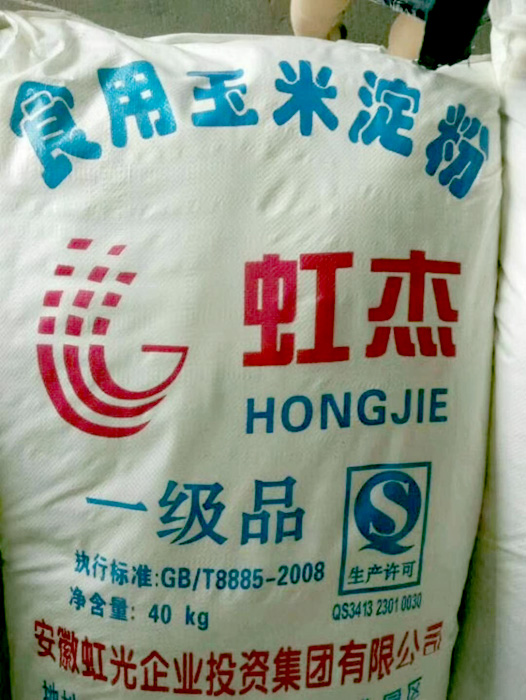 食用玉米淀粉
虹杰
HONGJIE
一级品
生产许可
执行标准:GB/T8885-2008
QS3413 2301 0030
净含量: 40 kg
安徽虹光企业投资集团有限公司